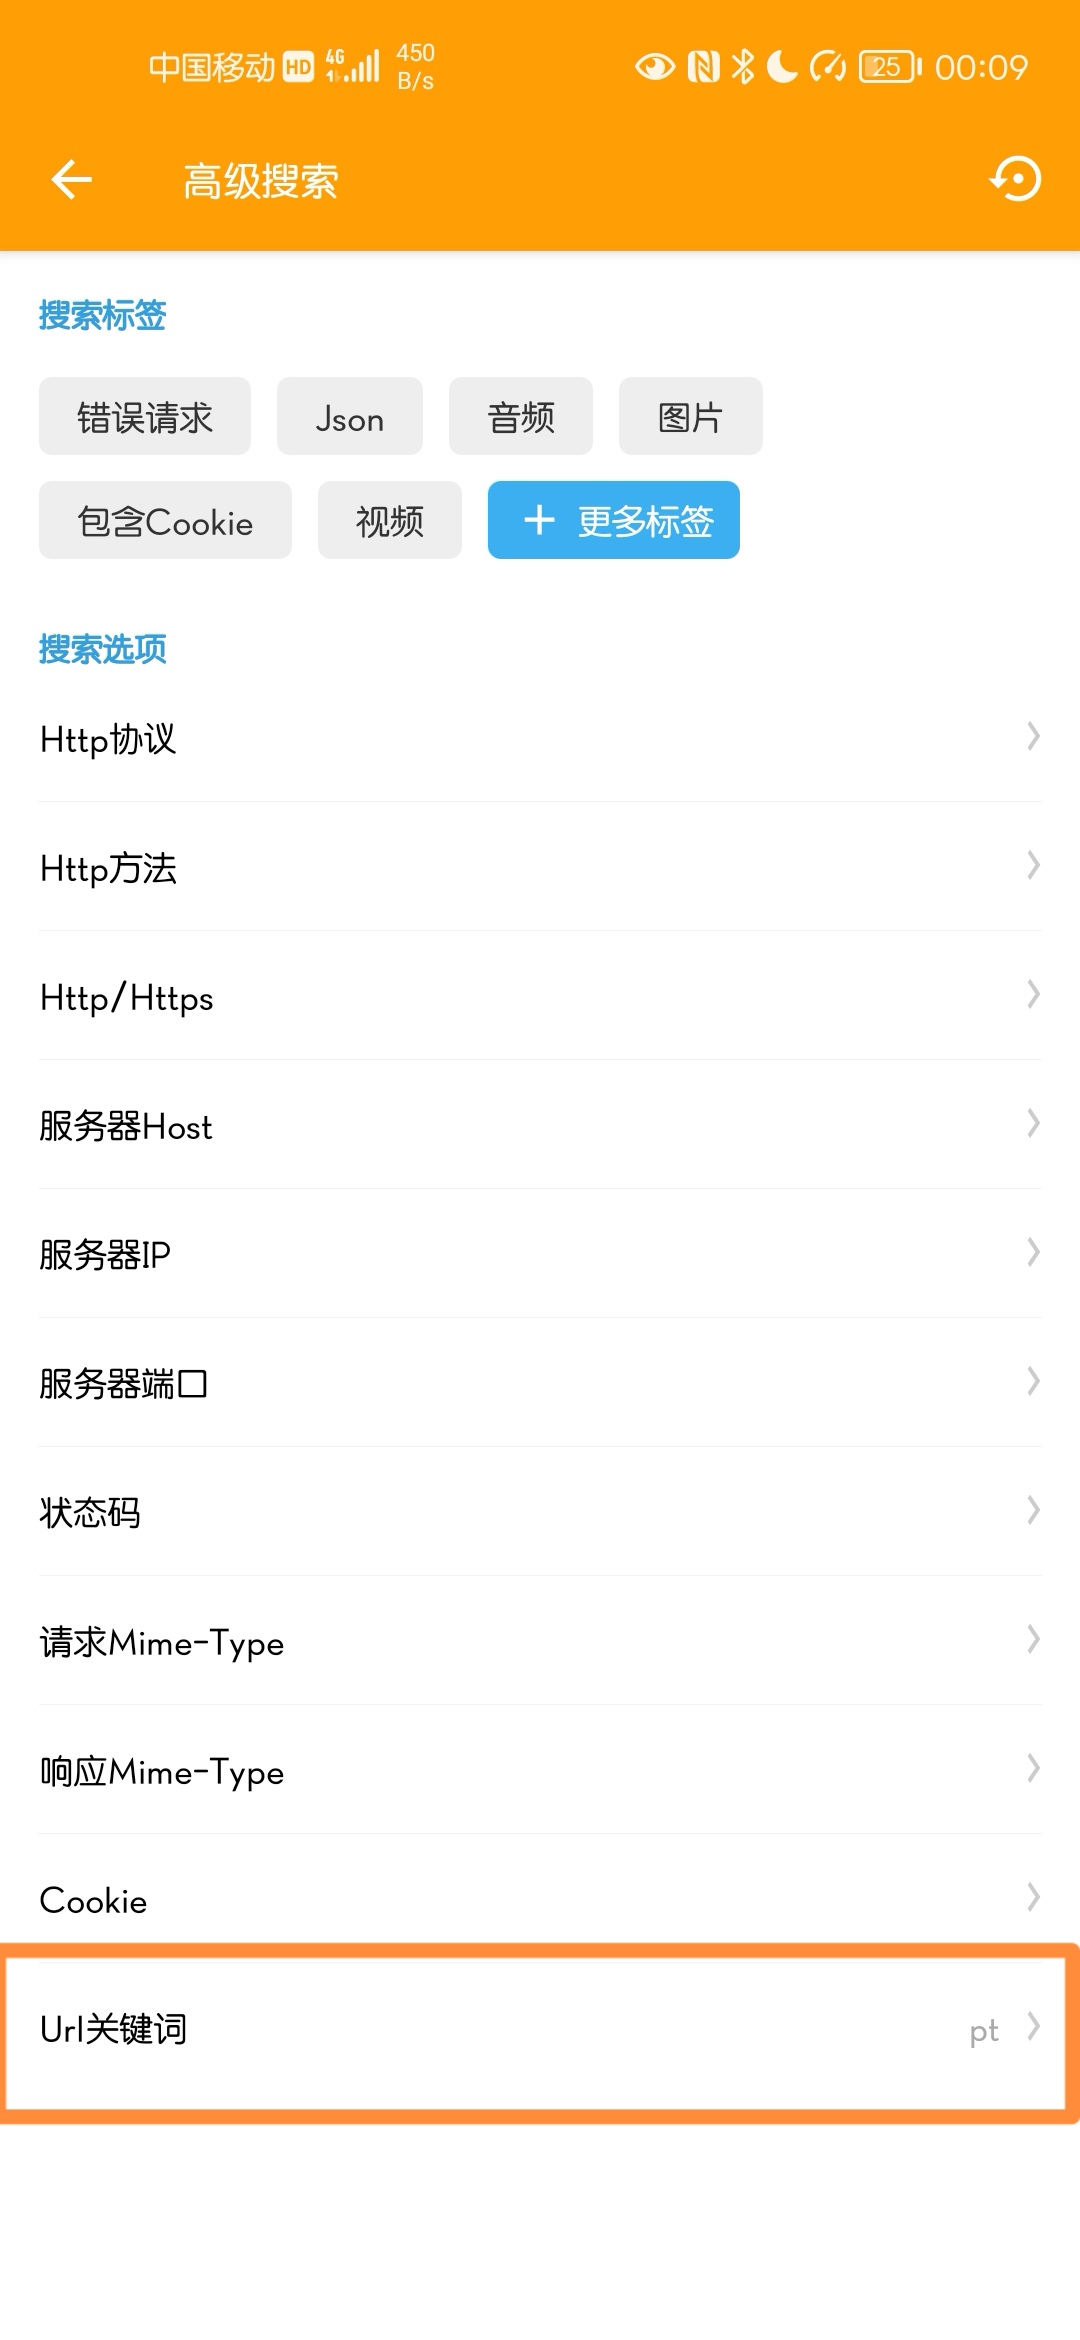 中国移动 HD 4G 450 B/s 25 00:09
高级搜索
搜索标签
错误请求 Json 音频 图片
包含Cookie 视频 + 更多标签
搜索选项
Http协议
Http方法
Http/Https
服务器Host
服务器IP
服务器端口
状态码
请求Mime-Type
响应Mime-Type
Cookie
Url关键词 pt